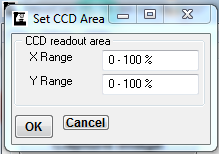 Set CCD Area
CCD readout area
X Range 0 - 100 %
Y Range 0 - 100 %
OK Cancel